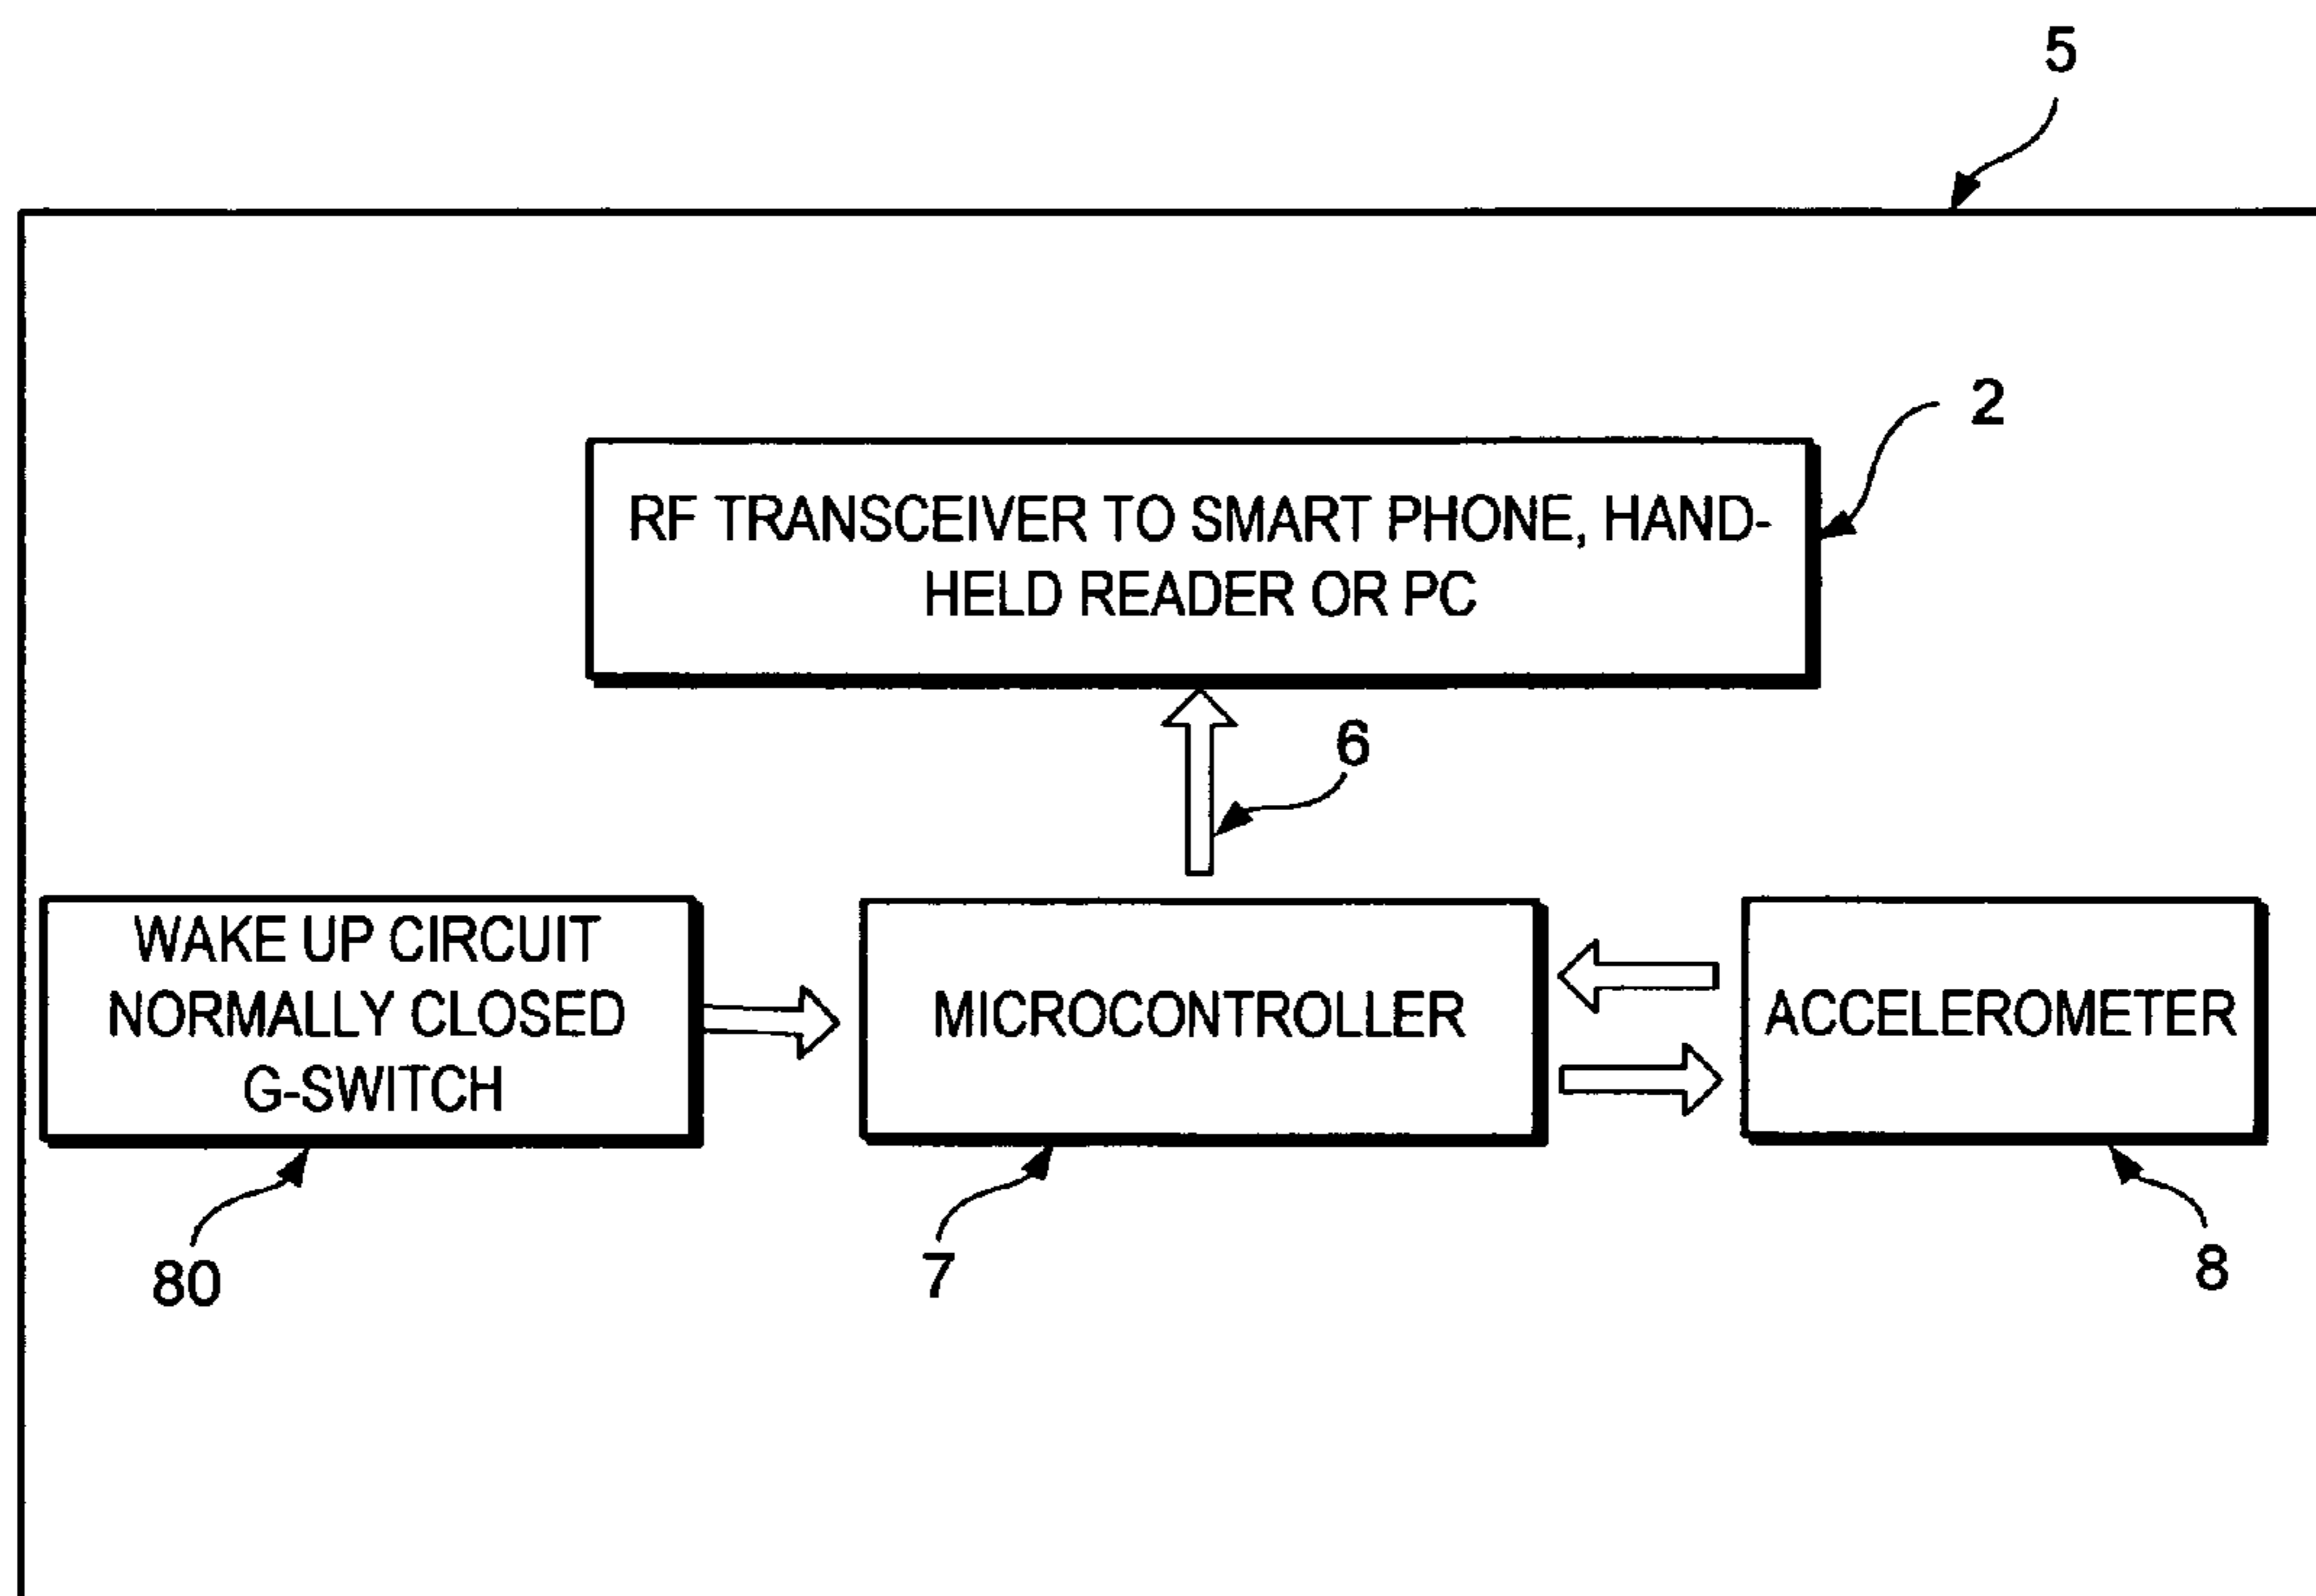 5
2
RF TRANSCEIVER TO SMART PHONE, HAND-
HELD READER OR PC
6
WAKE UP CIRCUIT
NORMALLY CLOSED
G-SWITCH
MICROCONTROLLER
ACCELEROMETER
80
7
8